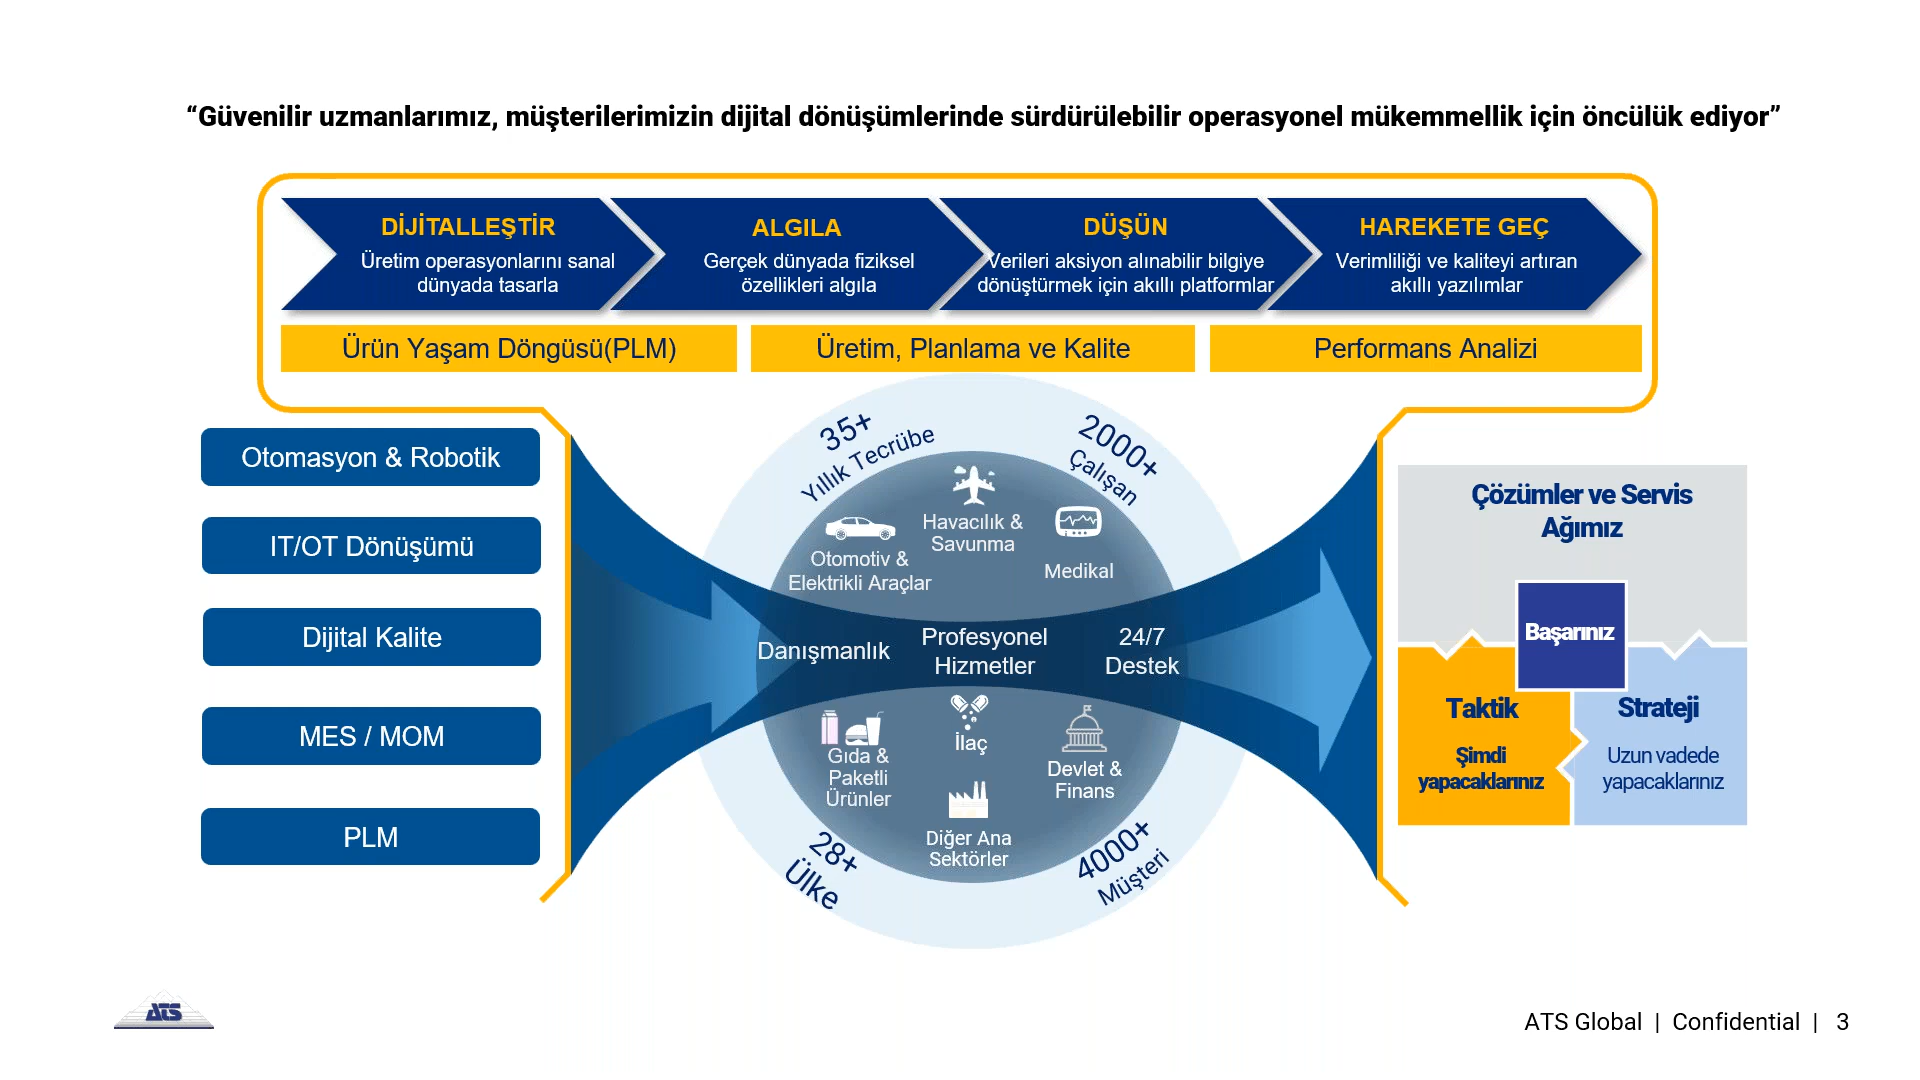 “Güvenilir uzmanlarımız, müşterilerimizin dijital dönüşümlerinde sürdürülebilir operasyonel mükemmellik için öncülük ediyor”
DİJİTALLEŞTİR
Üretim operasyonlarını sanal
dünyada tasarla
ALGILA
Gerçek dünyada fiziksel
özellikleri algıla
DÜŞÜN
Verileri aksiyon alınabilir bilgiye
dönüştürmek için akıllı platformlar
HAREKETE GEÇ
Verimliliği ve kaliteyi artıran
akıllı yazılımlar
Ürün Yaşam Döngüsü(PLM)
Üretim, Planlama ve Kalite
Performans Analizi
Otomasyon & Robotik
IT/OT Dönüşümü
Dijital Kalite
MES / MOM
PLM
35+
Yıllık Tecrübe
2000+
Çalışan
Otomotiv &
Elektrikli Araçlar
Havacılık &
Savunma
Medikal
Danışmanlık
Profesyonel
Hizmetler
24/7
Destek
Gıda &
Paketli
Ürünler
İlaç
Diğer Ana
Sektörler
Devlet &
Finans
28+
Ülke
4000+
Müşteri
Çözümler ve Servis
Ağımız
Başarınız
Taktik
Şimdi
yapacaklarınız
Strateji
Uzun vadede
yapacaklarınız
ATS
ATS Global | Confidential | 3